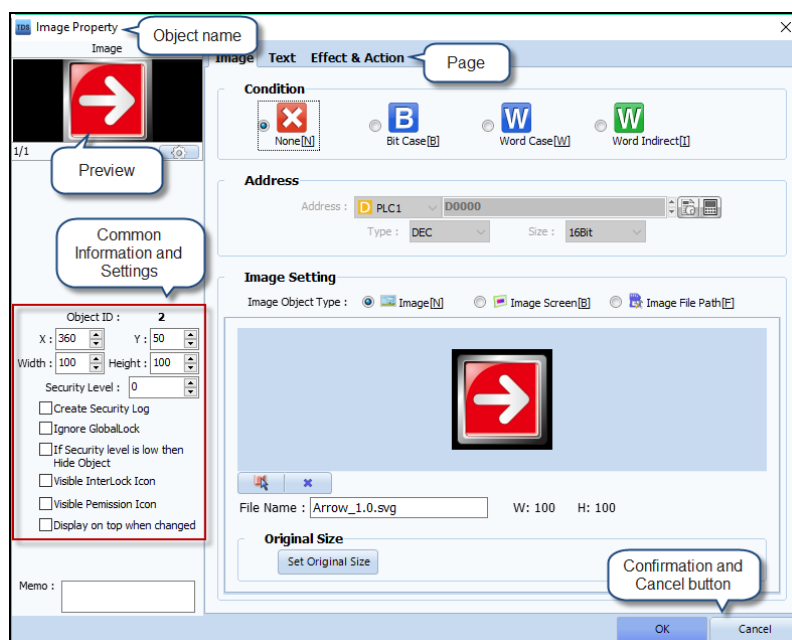 TDS Image Property
Object name
Image
Image Text Effect & Action
Page
1/1
Preview
Condition
None[N]
B
Bit Case[B]
W
Word Case[W]
W
Word Indirect[I]
Address
Address : D PLC1 D0000
Type : DEC Size : 16Bit
Common
Information and
Settings
Object ID : 2
X : 360 Y : 50
Width : 100 Height : 100
Security Level : 0
Create Security Log
Ignore GlobalLock
If Security level is low then
Hide Object
Visible InterLock Icon
Visible Pemission Icon
Display on top when changed
Memo :
Image Setting
Image Object Type : Image[N] Image Screen[B] Image File Path[F]
File Name : Arrow_1.0.svg W: 100 H: 100
Original Size
Set Original Size
Confirmation and
Cancel button
OK Cancel